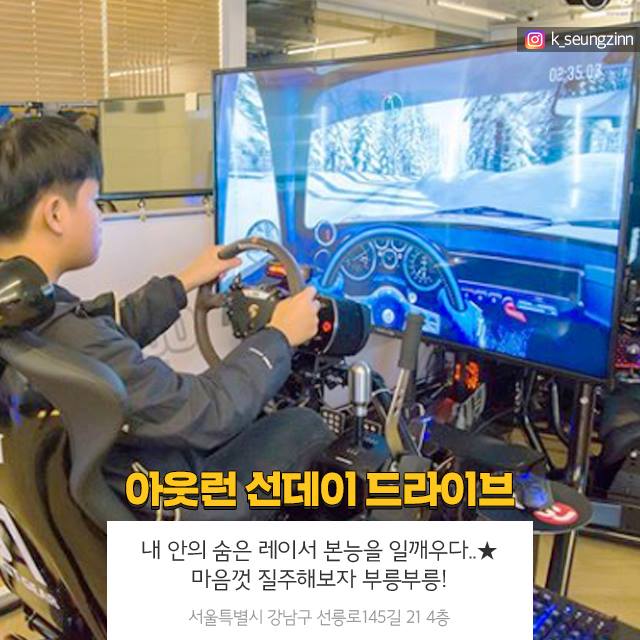 k_seungzinn
02:35.07
아웃런 선데이 드라이브
내 안의 숨은 레이서 본능을 일깨우다..★
마음껏 질주해보자 부릉부릉!
서울특별시 강남구 선릉로145길 21 4층